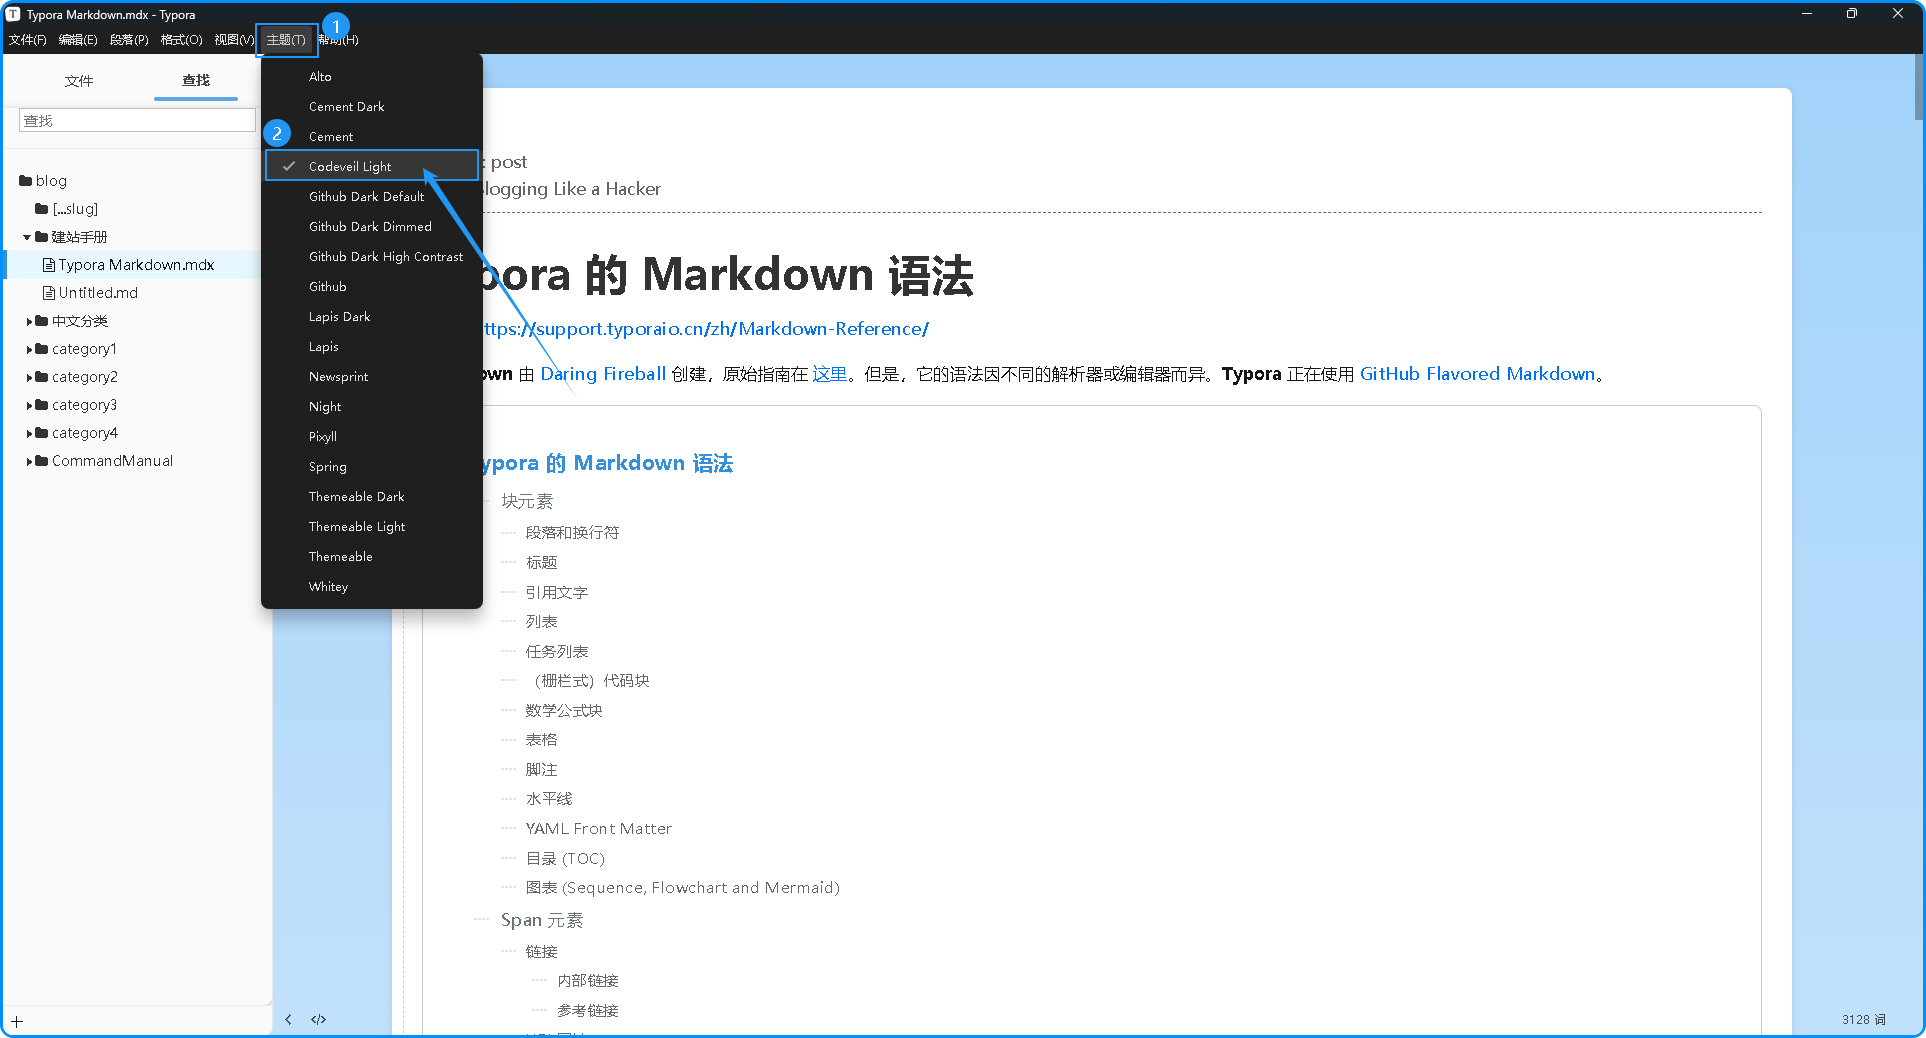 Typora Markdown.mdx - Typora
文件(F) 编辑(E) 段落(P) 格式(O) 视图(V) 主题(T) 帮助(H)
1
文件 查找
查找
blog
[...slug]
建站手册
Typora Markdown.mdx
Untitled.md
中文分类
category1
category2
category3
category4
CommandManual
Alto
Cement Dark
2
Cement
Codeveil Light
Github Dark Default
Github Dark Dimmed
Github Dark High Contrast
Github
Lapis Dark
Lapis
Newsprint
Night
Pixyll
Spring
Themeable Dark
Themeable Light
Themeable
Whitey
: post
logging Like a Hacker
pora 的 Markdown 语法
ttps://support.typoraio.cn/zh/Markdown-Reference/
own 由 Daring Fireball 创建，原始指南在 这里。但是，它的语法因不同的解析器或编辑器而异。Typora 正在使用 GitHub Flavored Markdown。
ypora 的 Markdown 语法
块元素
段落和换行符
标题
引用文字
列表
任务列表
（栅栏式）代码块
数学公式块
表格
脚注
水平线
YAML Front Matter
目录 (TOC)
图表 (Sequence, Flowchart and Mermaid)
Span 元素
链接
内部链接
参考链接
3128 词